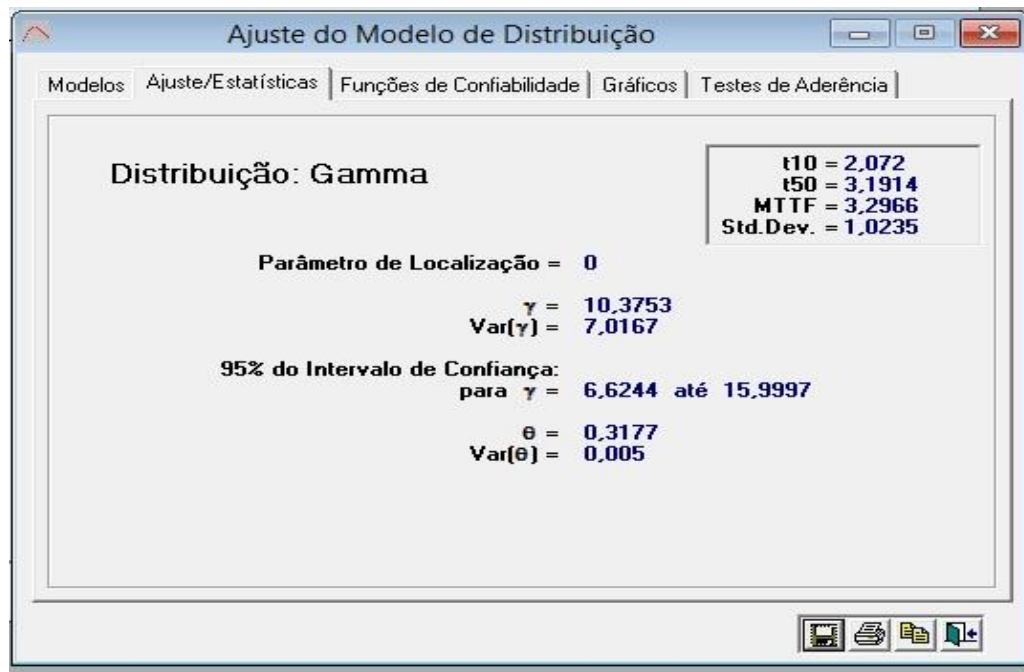 Ajuste do Modelo de Distribuição
Modelos Ajuste/Estatísticas Funções de Confiabilidade Gráficos Testes de Aderência
Distribuição: Gamma
t10 = 2,072
t50 = 3,1914
MTTF = 3,2966
Std.Dev. = 1,0235
Parâmetro de Localização = 0
γ = 10,3753
Var(γ) = 7,0167
95% do Intervalo de Confiança:
para γ = 6,6244 até 15,9997
θ = 0,3177
Var(θ) = 0,005